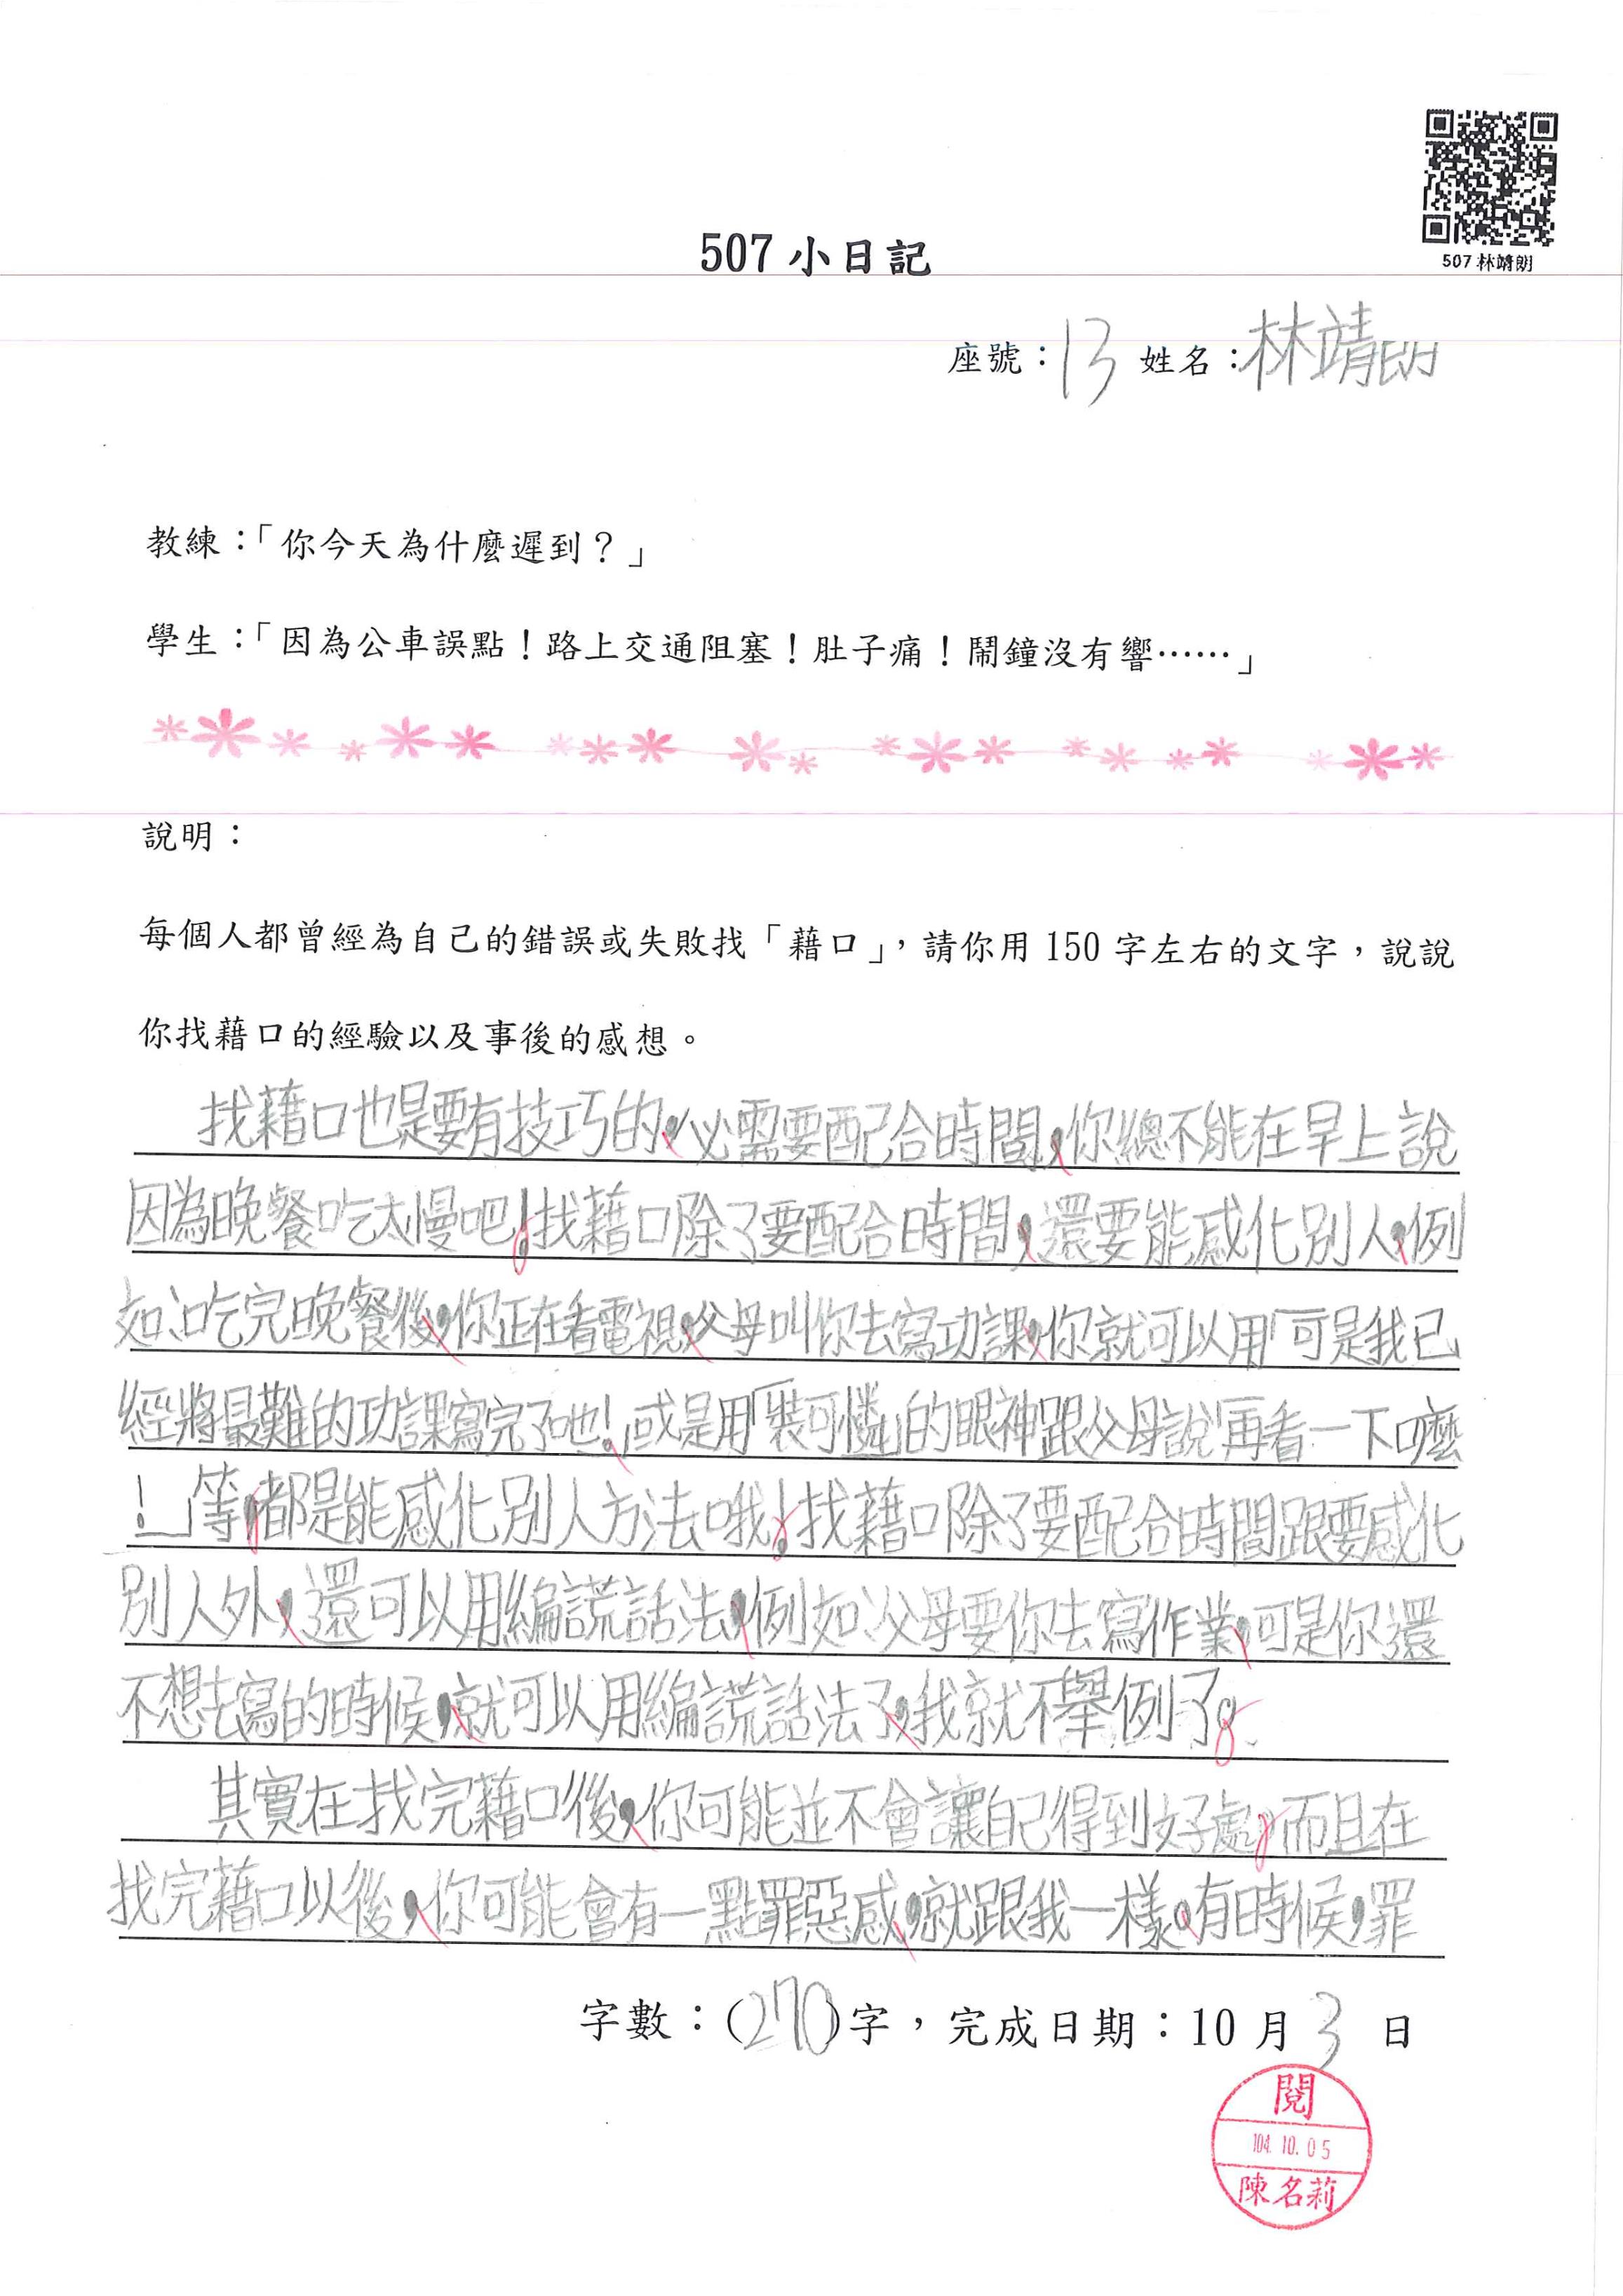 507 林靖朗
507 小日記
座號：13 姓名：林靖朗
教練：「你今天為什麼遲到？」
學生：「因為公車誤點！路上交通阻塞！肚子痛！鬧鐘沒有響……」
說明：
每個人都曾經為自己的錯誤或失敗找「藉口」，請你用 150 字左右的文字，說說
你找藉口的經驗以及事後的感想。
找藉口也是要有技巧的，必需要配合時間，你總不能在早上說
因為晚餐吃太慢吧！找藉口除了要配合時間，還要能感化別人，例
如：吃完晚餐後，你正在看電視，父母叫你去寫功課，你就可以用「可是我已
經將最難的功課寫完了吔！」或是用「裝可憐」的眼神跟父母說「再看一下嘛
！」等，都是能感化別人方法哦！找藉口除了要配合時間跟要感化
別人外，還可以用編謊話法，例如：父母要你去寫作業，可是你還
不想去寫的時候，就可以用編謊話法了，我就不舉例了。
其實在找完藉口後，你可能並不會讓自己得到好處，而且在
找完藉口以後，你可能會有一點罪惡感，就跟我一樣。有時候，罪
字數：(270)字，完成日期：10 月 3 日
閱
104.10.05
陳名莉